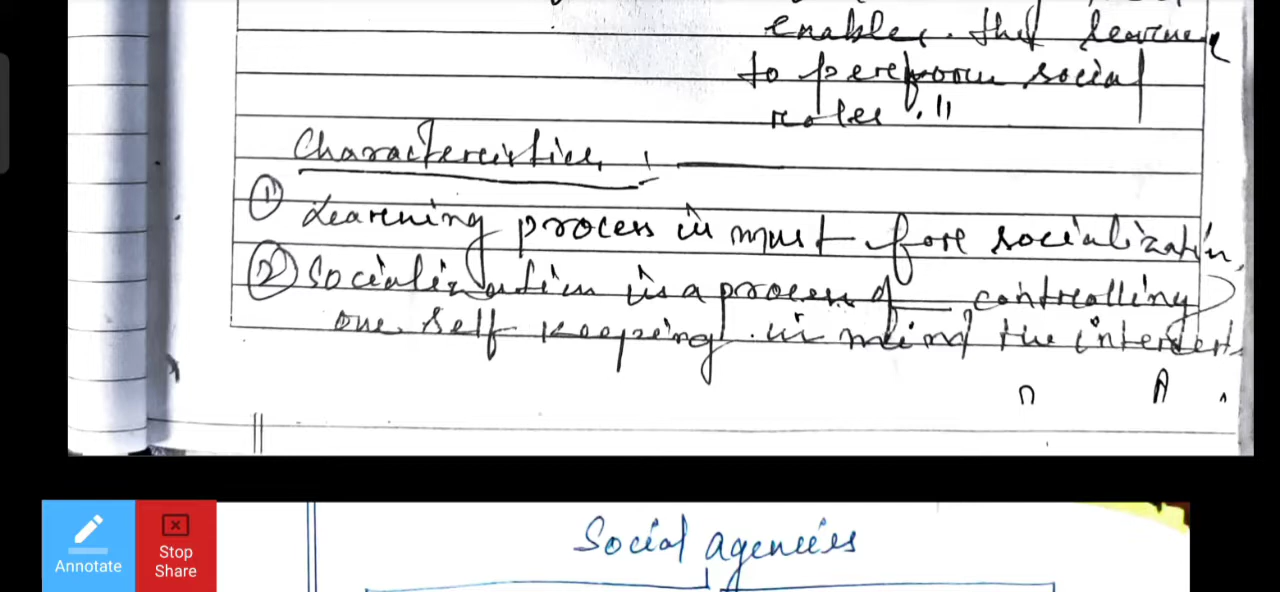 enables the learner
to perform social
roles."
Characteristics :—
① Learning process is must for socialization.
② Socialization is a process of controlling
one self keeping in mind the interest
Social agencies
Annotate
Stop
Share